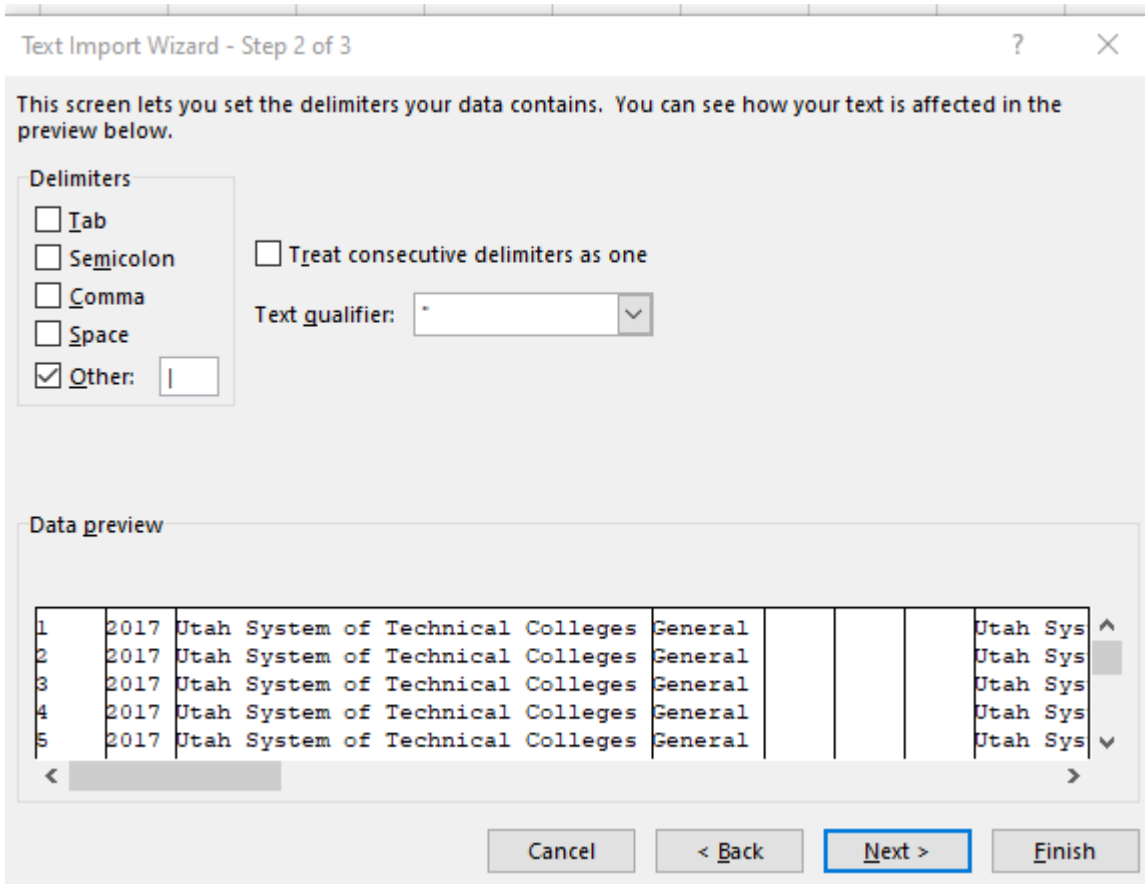 Text Import Wizard - Step 2 of 3 ?
This screen lets you set the delimiters your data contains. You can see how your text is affected in the
preview below.
Delimiters
Tab
Semicolon
Comma
Space
Other: |
Treat consecutive delimiters as one
Text qualifier: "
Data preview
1 2017 Utah System of Technical Colleges General Utah Sys
2 2017 Utah System of Technical Colleges General Utah Sys
3 2017 Utah System of Technical Colleges General Utah Sys
4 2017 Utah System of Technical Colleges General Utah Sys
5 2017 Utah System of Technical Colleges General Utah Sys
Cancel < Back Next > Finish